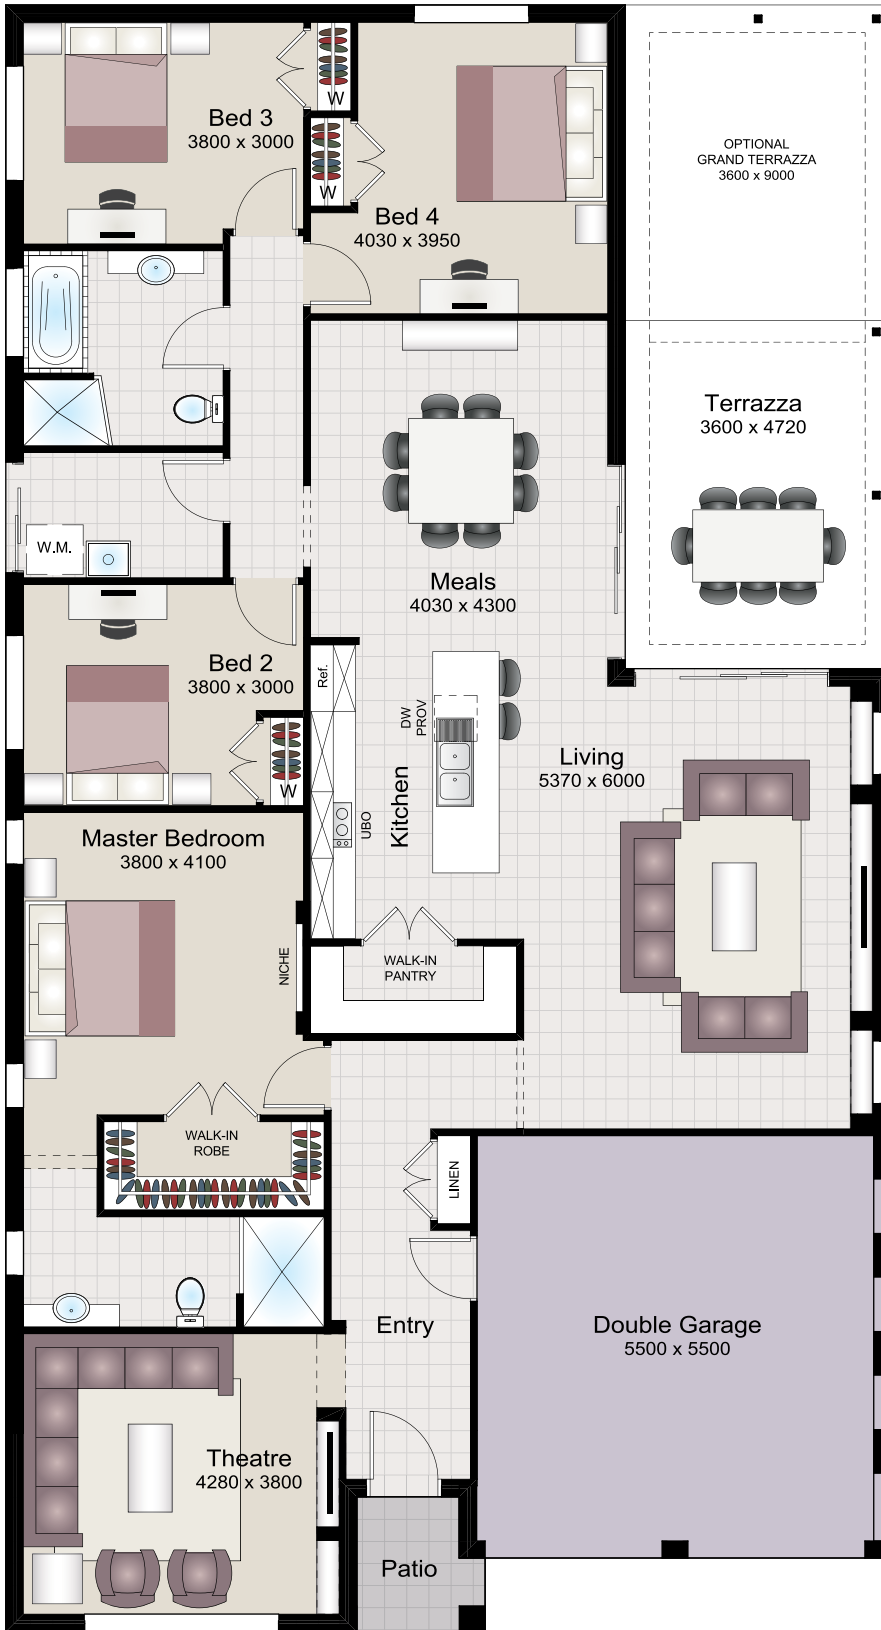 Bed 3
3800 x 3000
W
W
Bed 4
4030 x 3950
OPTIONAL
GRAND TERRAZZA
3600 x 9000
Terrazza
3600 x 4720
W.M.
Meals
4030 x 4300
Bed 2
3800 x 3000
W
Ref.
DW
PROV
Kitchen
UBO
Living
5370 x 6000
Master Bedroom
3800 x 4100
NICHE
WALK-IN
PANTRY
WALK-IN
ROBE
LINEN
Entry
Double Garage
5500 x 5500
Theatre
4280 x 3800
Patio